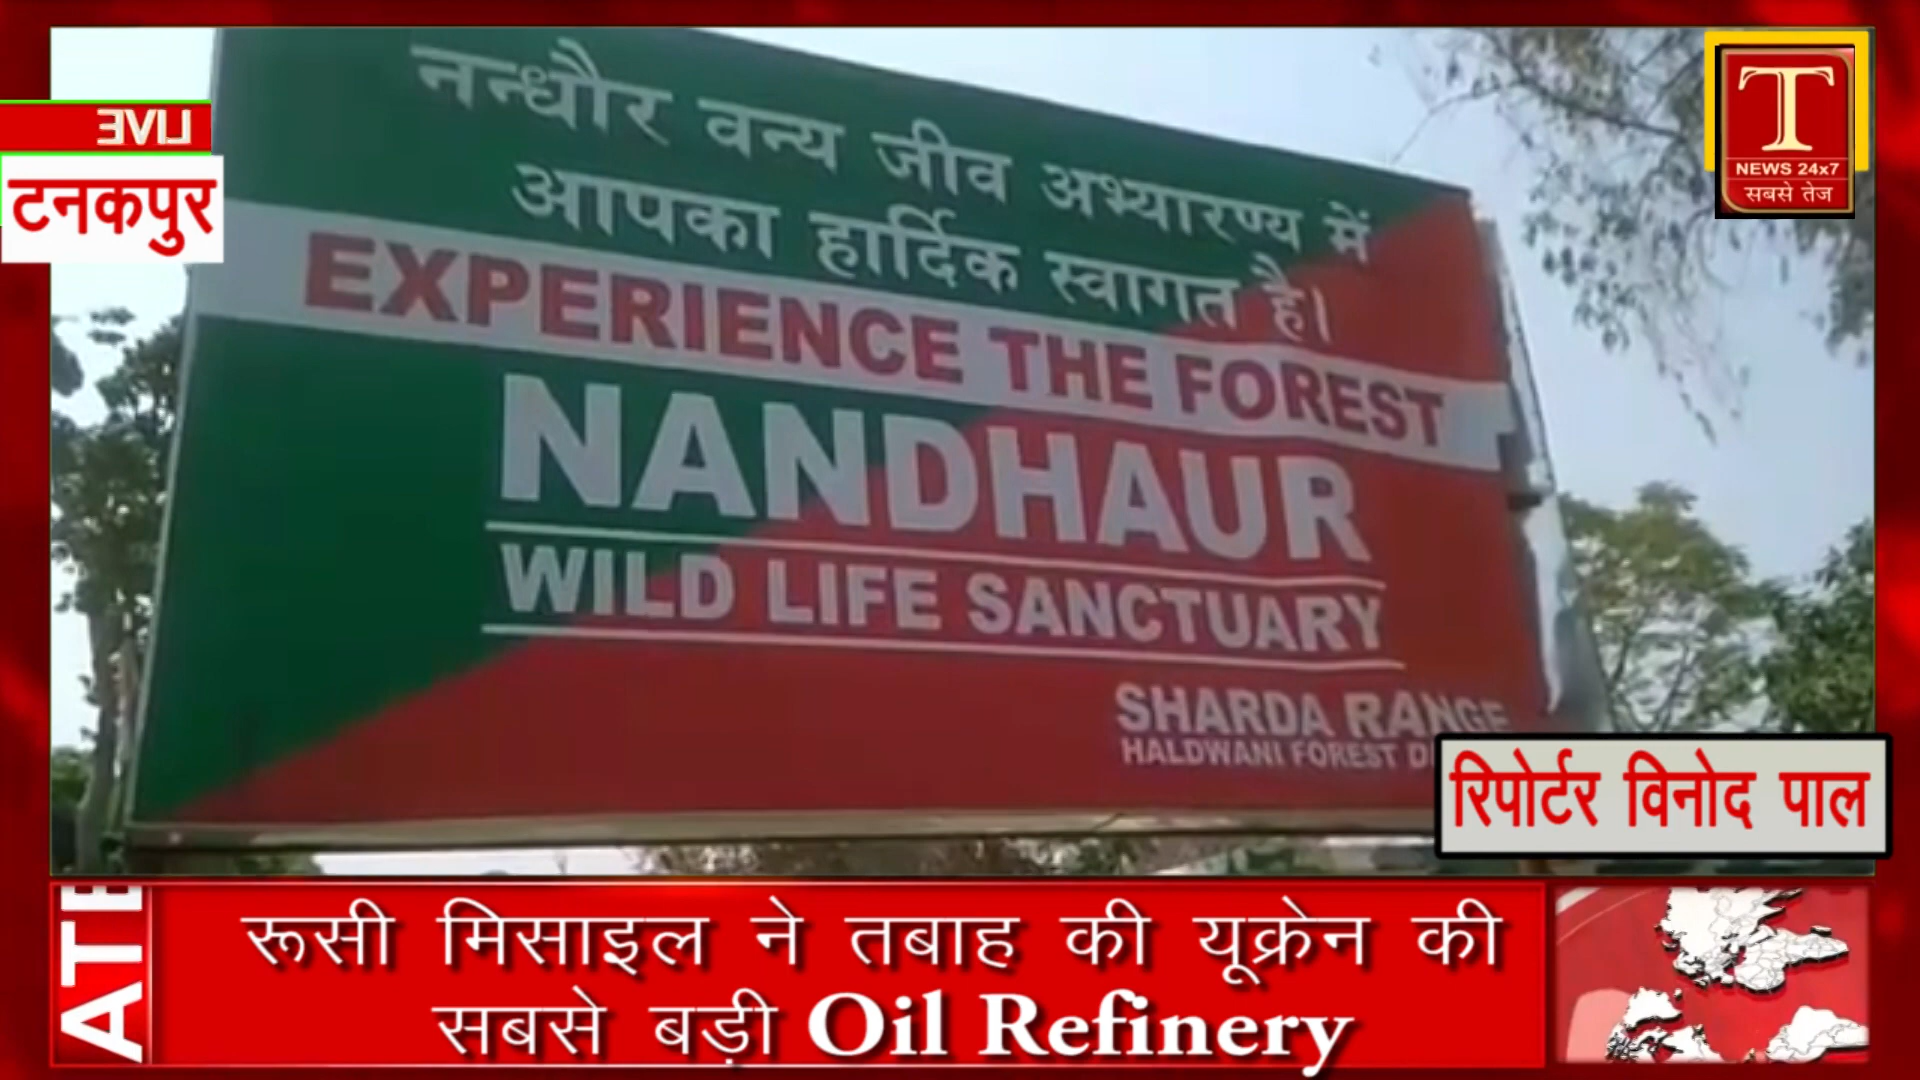 नन्धौर वन्य जीव अभ्यारण्य में
आपका हार्दिक स्वागत है।
EXPERIENCE THE FOREST
NANDHAUR
WILD LIFE SANCTUARY
SHARDA RANGE
HALDWANI FOREST
LIVE
टनकपुर
T
NEWS 24x7
सबसे तेज
रिपोर्टर विनोद पाल
रूसी मिसाइल ने तबाह की यूक्रेन की
सबसे बड़ी Oil Refinery